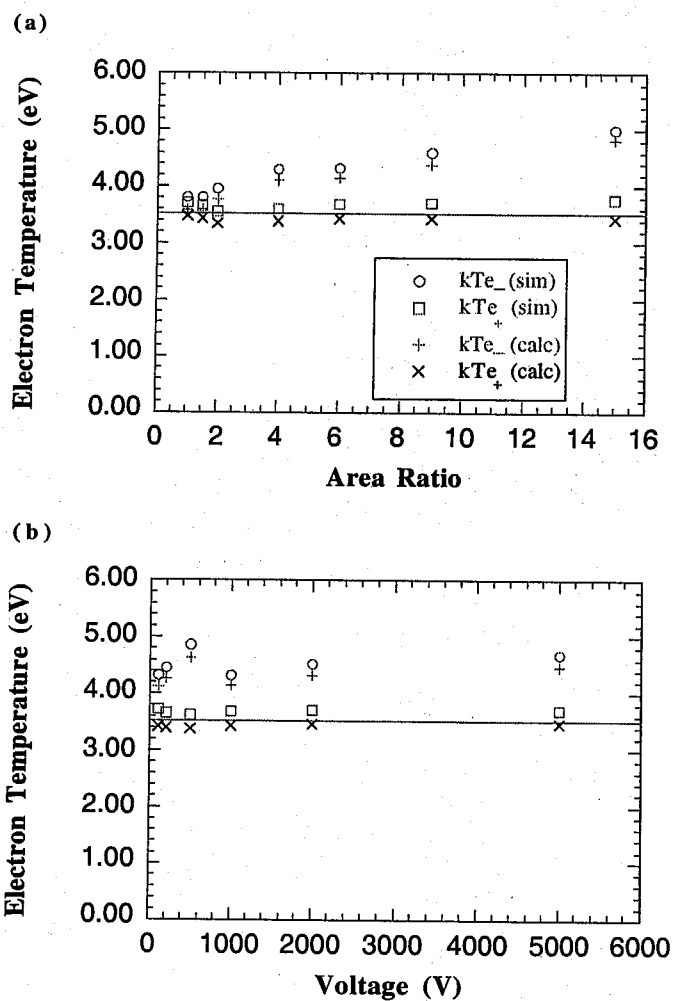 (a)
Electron Temperature (eV)
6.00
5.00
4.00
3.00
2.00
1.00
0.00
kTe_ (sim)
kTe+ (sim)
kTe_ (calc)
kTe+ (calc)
0 2 4 6 8 10 12 14 16
Area Ratio
(b)
Electron Temperature (eV)
6.00
5.00
4.00
3.00
2.00
1.00
0.00
0 1000 2000 3000 4000 5000 6000
Voltage (V)